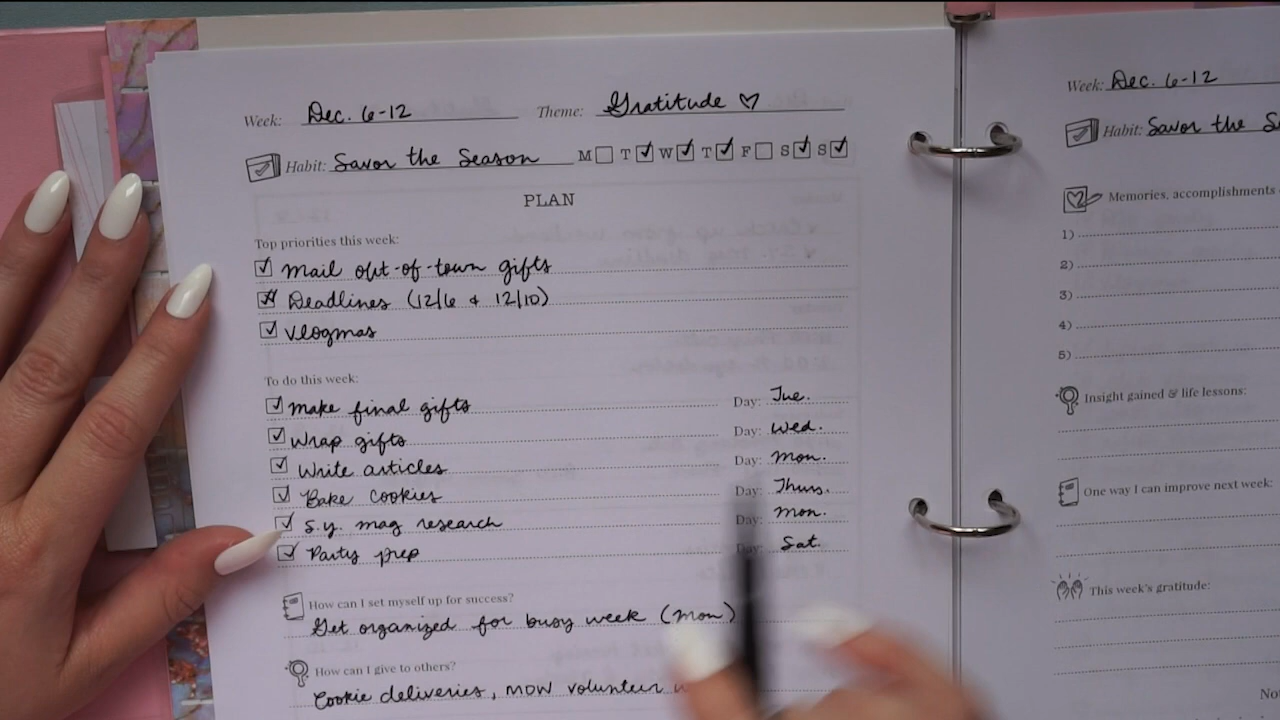 Week: Dec. 6-12 Theme: Gratitude ♡
Habit: Savor the Season M T W T F S S
PLAN
Top priorities this week:
Mail out-of-town gifts
Deadlines (12/6 + 12/10)
Vlogmas
To do this week:
Make final gifts Day: Tue.
Wrap gifts Day: Wed.
Write articles Day: Mon.
Bake cookies Day: Thurs.
S.y. mag research Day: Mon.
Party prep Day: Sat.
How can I set myself up for success?
Get organized for busy week (Mon)
How can I give to others?
Cookie deliveries, MOW volunteer
Week: Dec. 6-12
Habit: Savor the
Memories, accomplishments
1)
2)
3)
4)
5)
Insight gained & life lessons:
One way I can improve next week:
This week's gratitude: